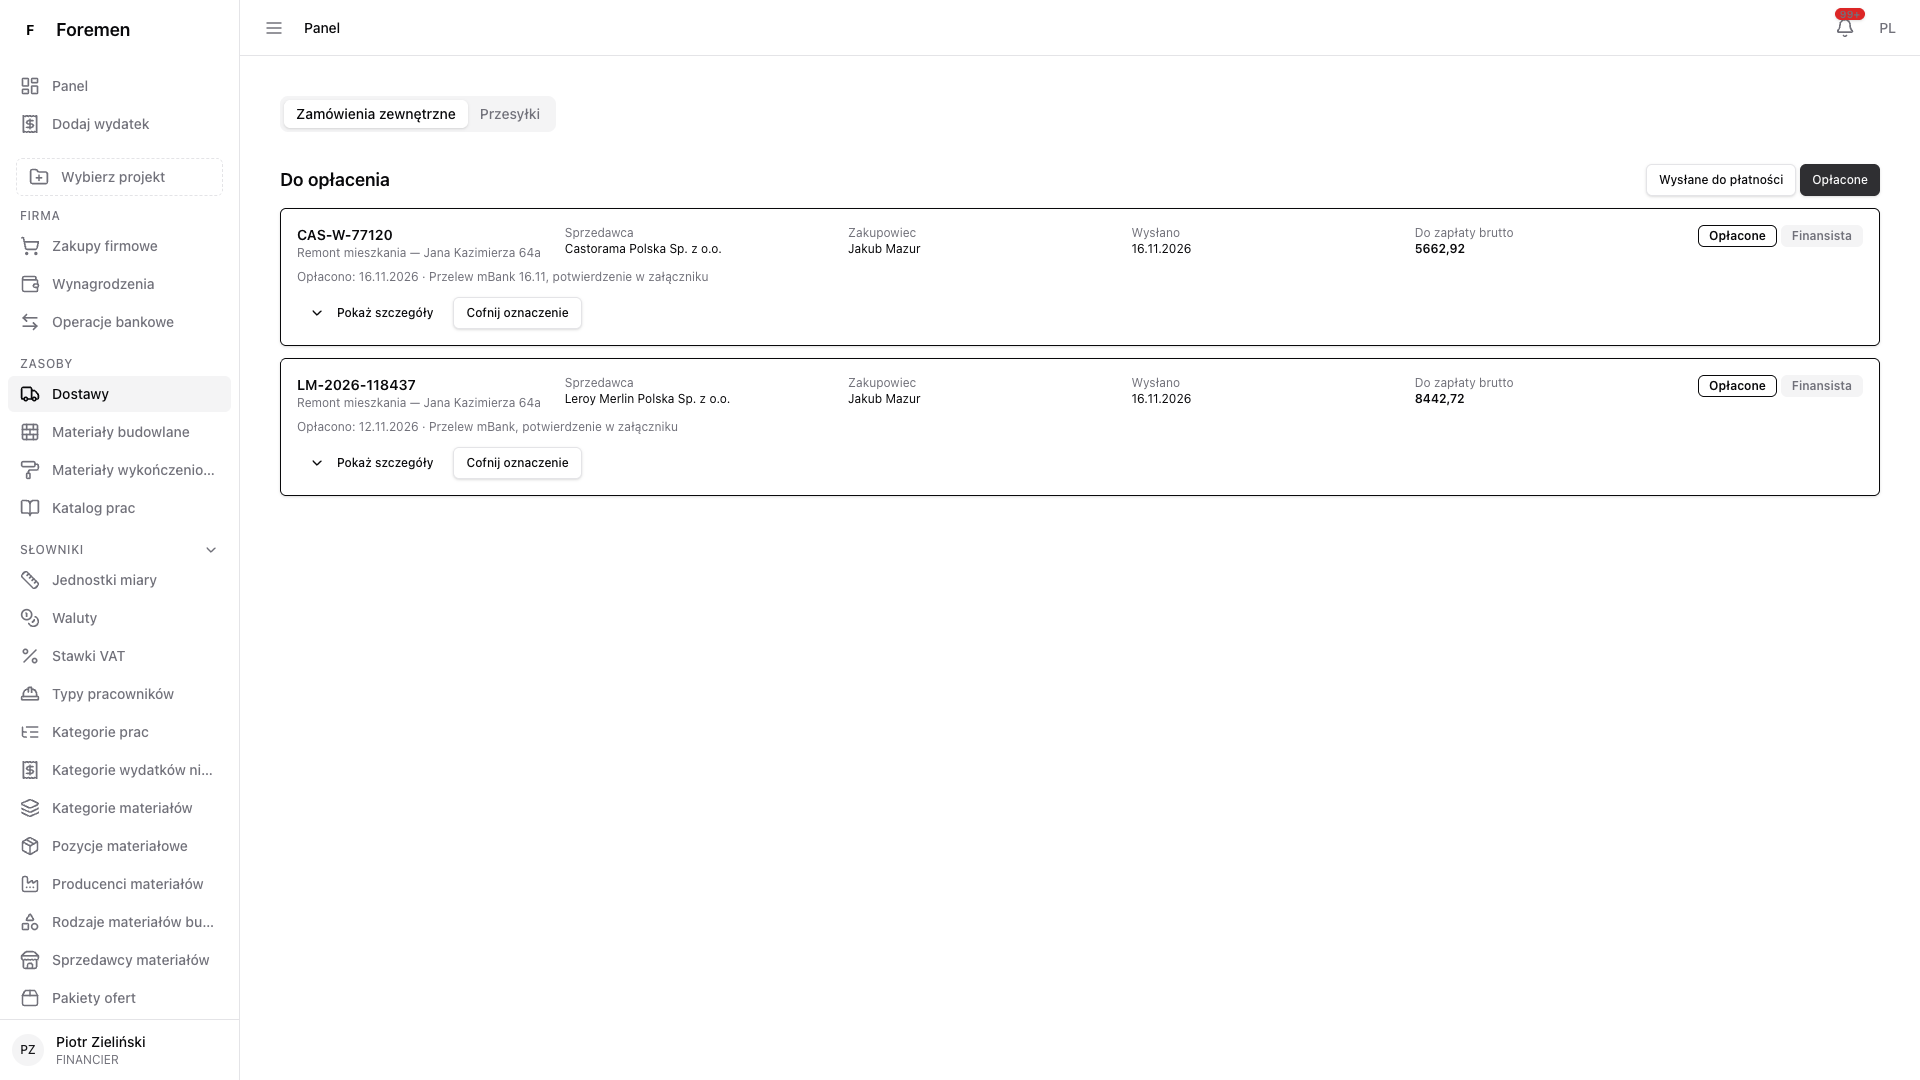 F Foremen
Panel
Dodaj wydatek
Wybierz projekt
FIRMA
Zakupy firmowe
Wynagrodzenia
Operacje bankowe
ZASOBY
Dostawy
Materiały budowlane
Materiały wykończenio...
Katalog prac
SŁOWNIKI
Jednostki miary
Waluty
Stawki VAT
Typy pracowników
Kategorie prac
Kategorie wydatków ni...
Kategorie materiałów
Pozycje materiałowe
Producenci materiałów
Rodzaje materiałów bu...
Sprzedawcy materiałów
Pakiety ofert
PZ
Piotr Zieliński
FINANCIER
Panel
PL
Zamówienia zewnętrzne Przesyłki
Do opłacenia
Wysłane do płatności Opłacone
CAS-W-77120
Remont mieszkania — Jana Kazimierza 64a
Sprzedawca
Castorama Polska Sp. z o.o.
Zakupowiec
Jakub Mazur
Wysłano
16.11.2026
Do zapłaty brutto
5662,92
Opłacone Finansista
Opłacono: 16.11.2026 · Przelew mBank 16.11, potwierdzenie w załączniku
Pokaż szczegóły Cofnij oznaczenie
LM-2026-118437
Remont mieszkania — Jana Kazimierza 64a
Sprzedawca
Leroy Merlin Polska Sp. z o.o.
Zakupowiec
Jakub Mazur
Wysłano
16.11.2026
Do zapłaty brutto
8442,72
Opłacone Finansista
Opłacono: 12.11.2026 · Przelew mBank, potwierdzenie w załączniku
Pokaż szczegóły Cofnij oznaczenie